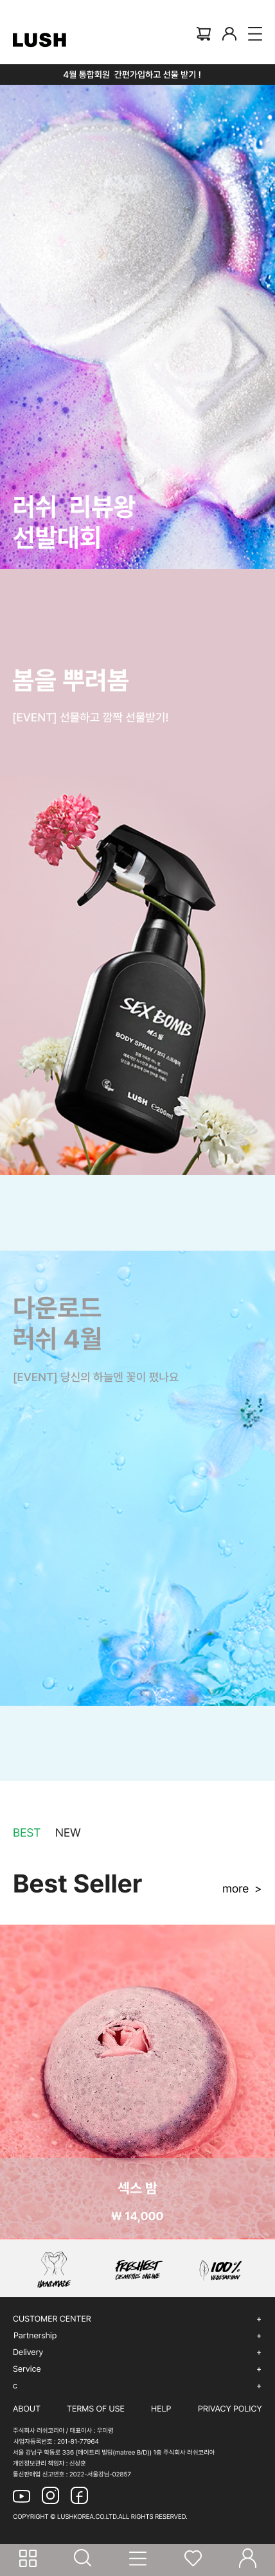 LUSH
4월 통합회원 간편가입하고 선물 받기 !
러쉬 리뷰왕
선발대회
봄을 뿌려봄
[EVENT] 선물하고 깜짝 선물받기!
SEX BOMB
섹스 밤
BODY SPRAY / 보디 스프레이
LUSH
200ml
다운로드
러쉬 4월
[EVENT] 당신의 하늘엔 꽃이 폈나요
BEST NEW
Best Seller
more >
섹스 밤
₩ 14,000
HANDMADE
FRESHEST
COSMETICS ONLINE
100%
VEGETARIAN
CUSTOMER CENTER +
Partnership +
Delivery +
Service +
c +
ABOUT TERMS OF USE HELP PRIVACY POLICY
주식회사 러쉬코리아 / 대표이사 : 우미령
사업자등록번호 : 201-81-77964
서울 강남구 학동로 336 (메이트리 빌딩(matree B/D)) 1층 주식회사 러쉬코리아
개인정보관리 책임자 : 신상훈
통신판매업 신고번호 : 2022-서울강남-02857
COPYRIGHT © LUSHKOREA.CO.LTD.ALL RIGHTS RESERVED.